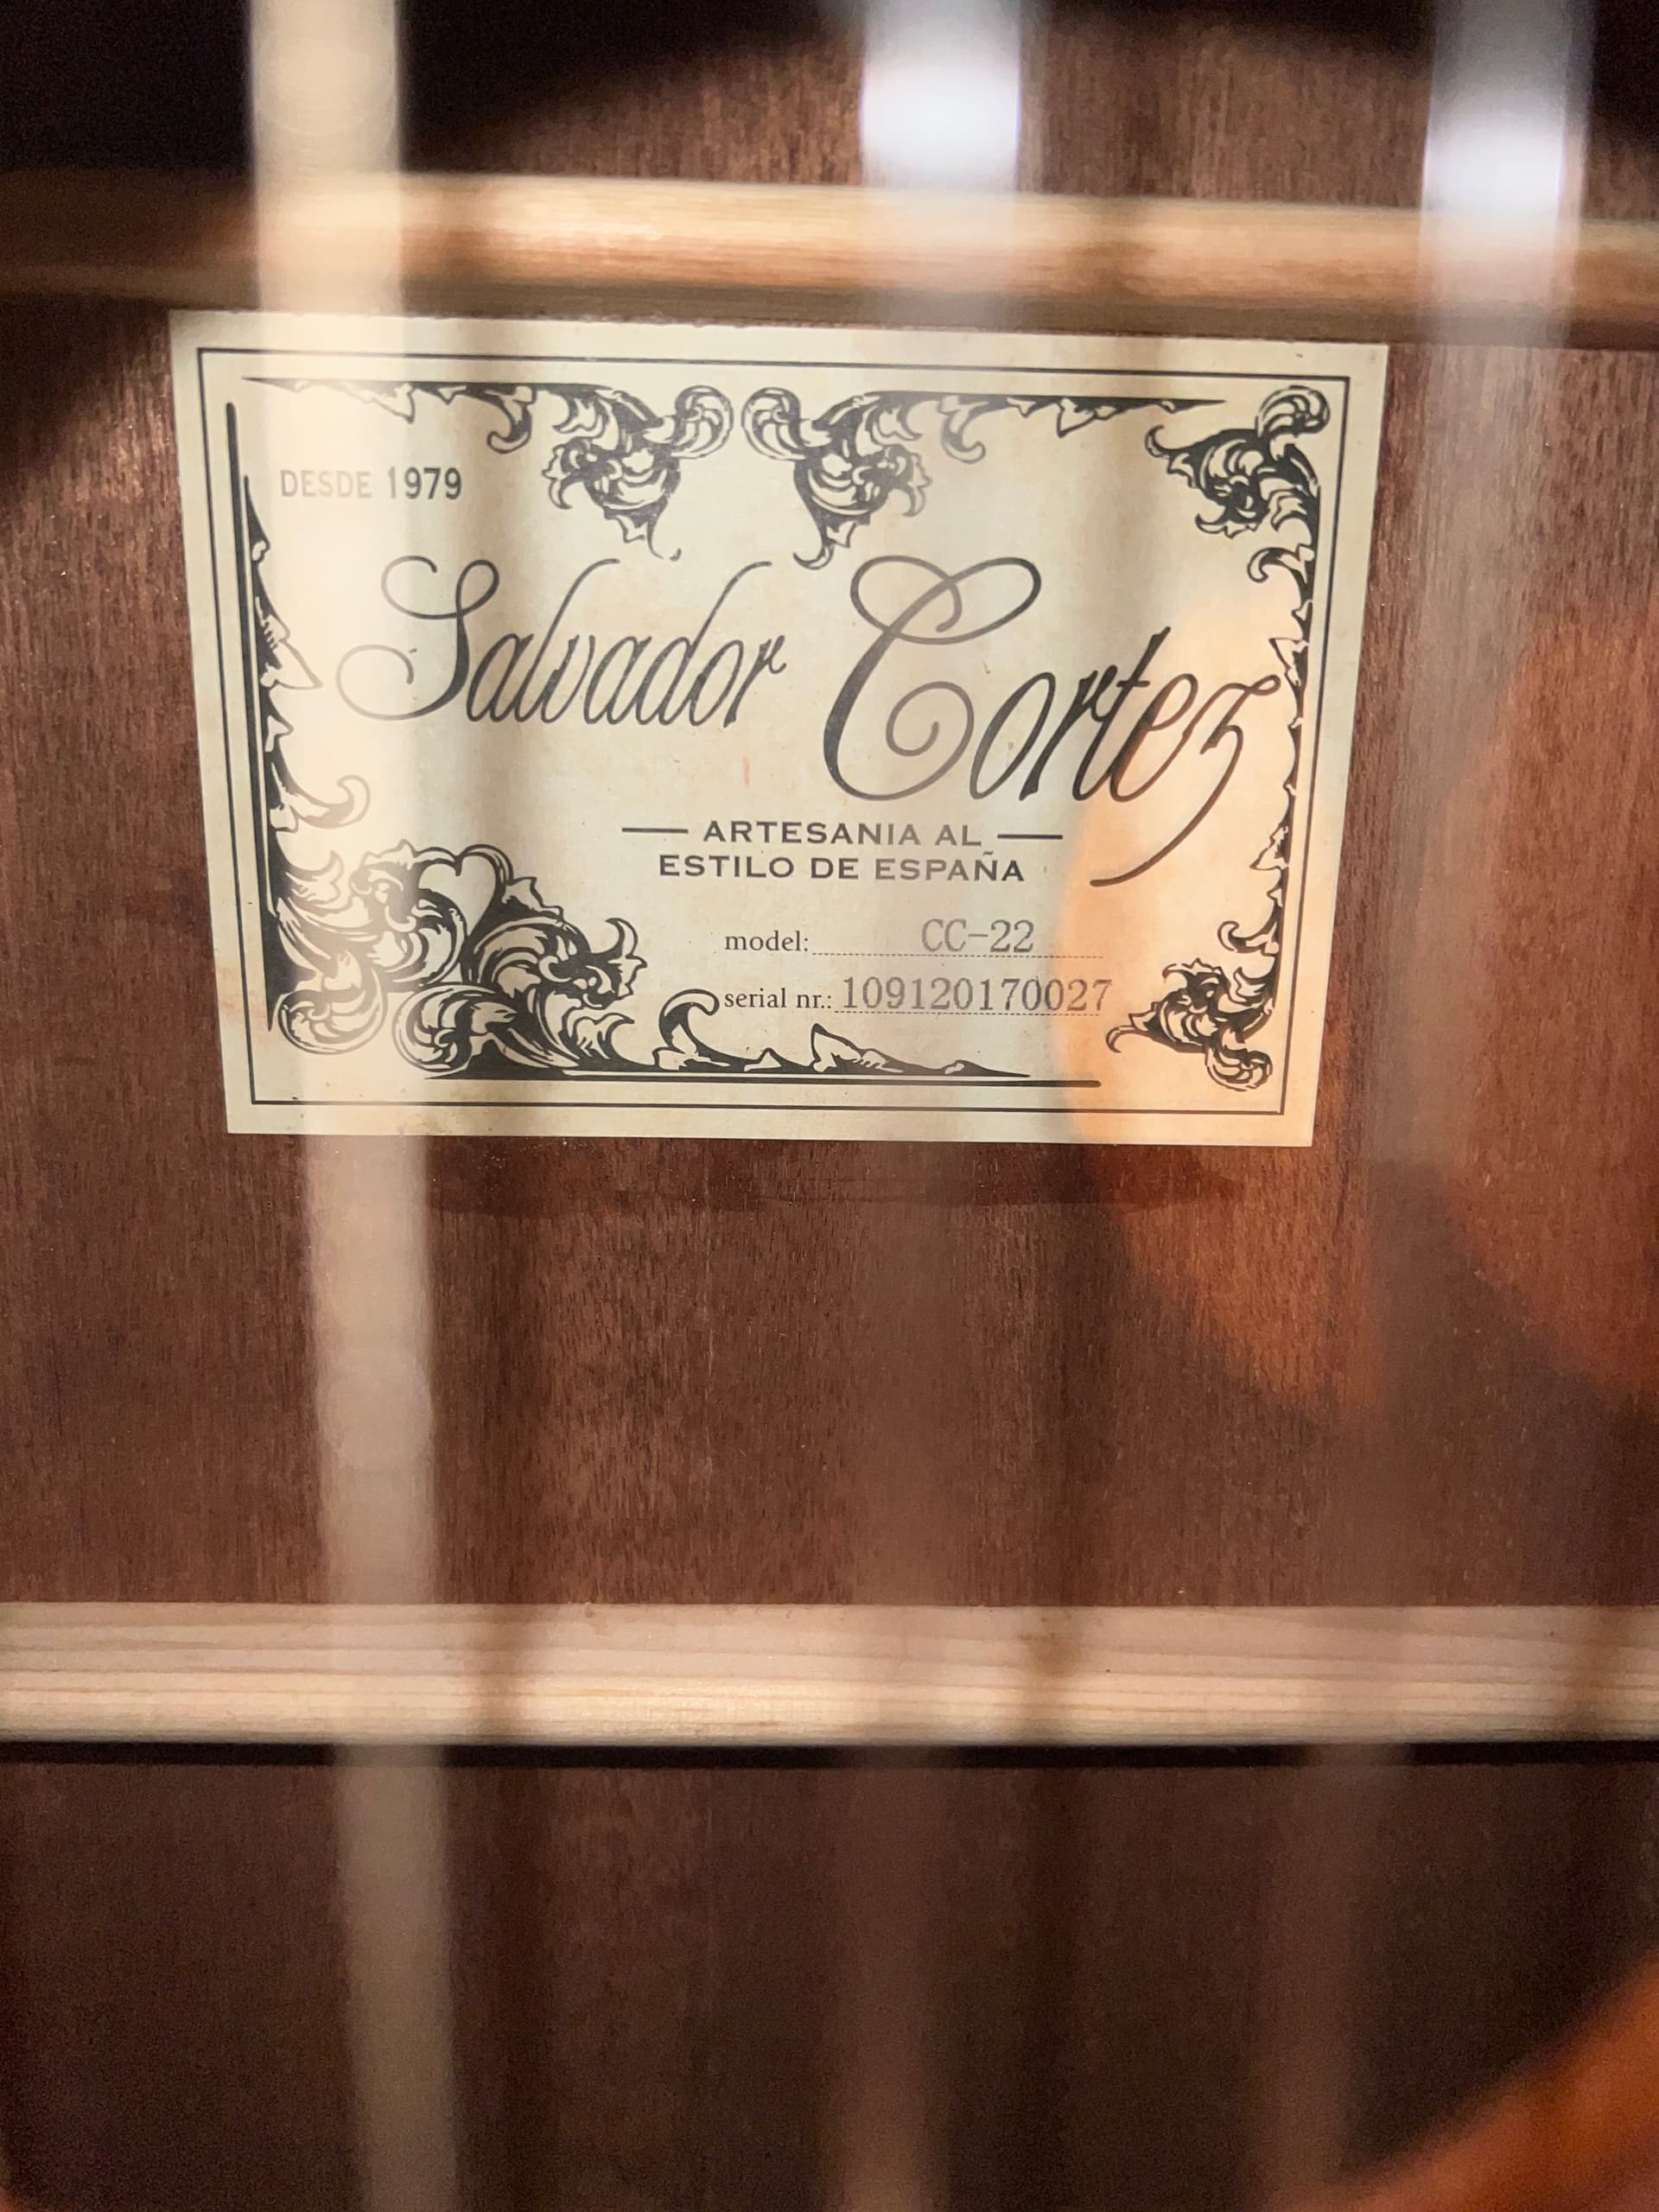 DESDE 1979
Salvador Cortez
ARTESANIA AL
ESTILO DE ESPAÑA
model: CC-22
serial nr.: 109120170027